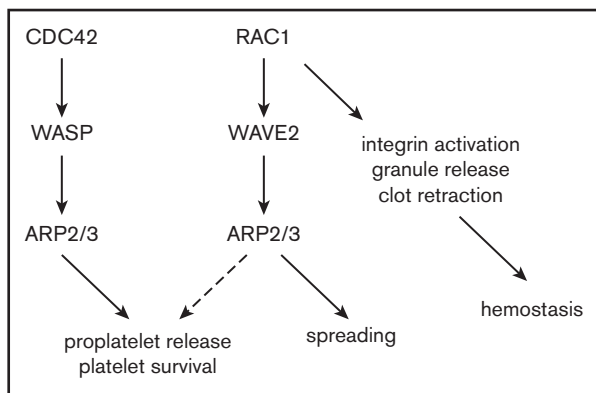 CDC42
RAC1
WASP
WAVE2
integrin activation
granule release
clot retraction
ARP2/3
ARP2/3
hemostasis
proplatelet release
platelet survival
spreading